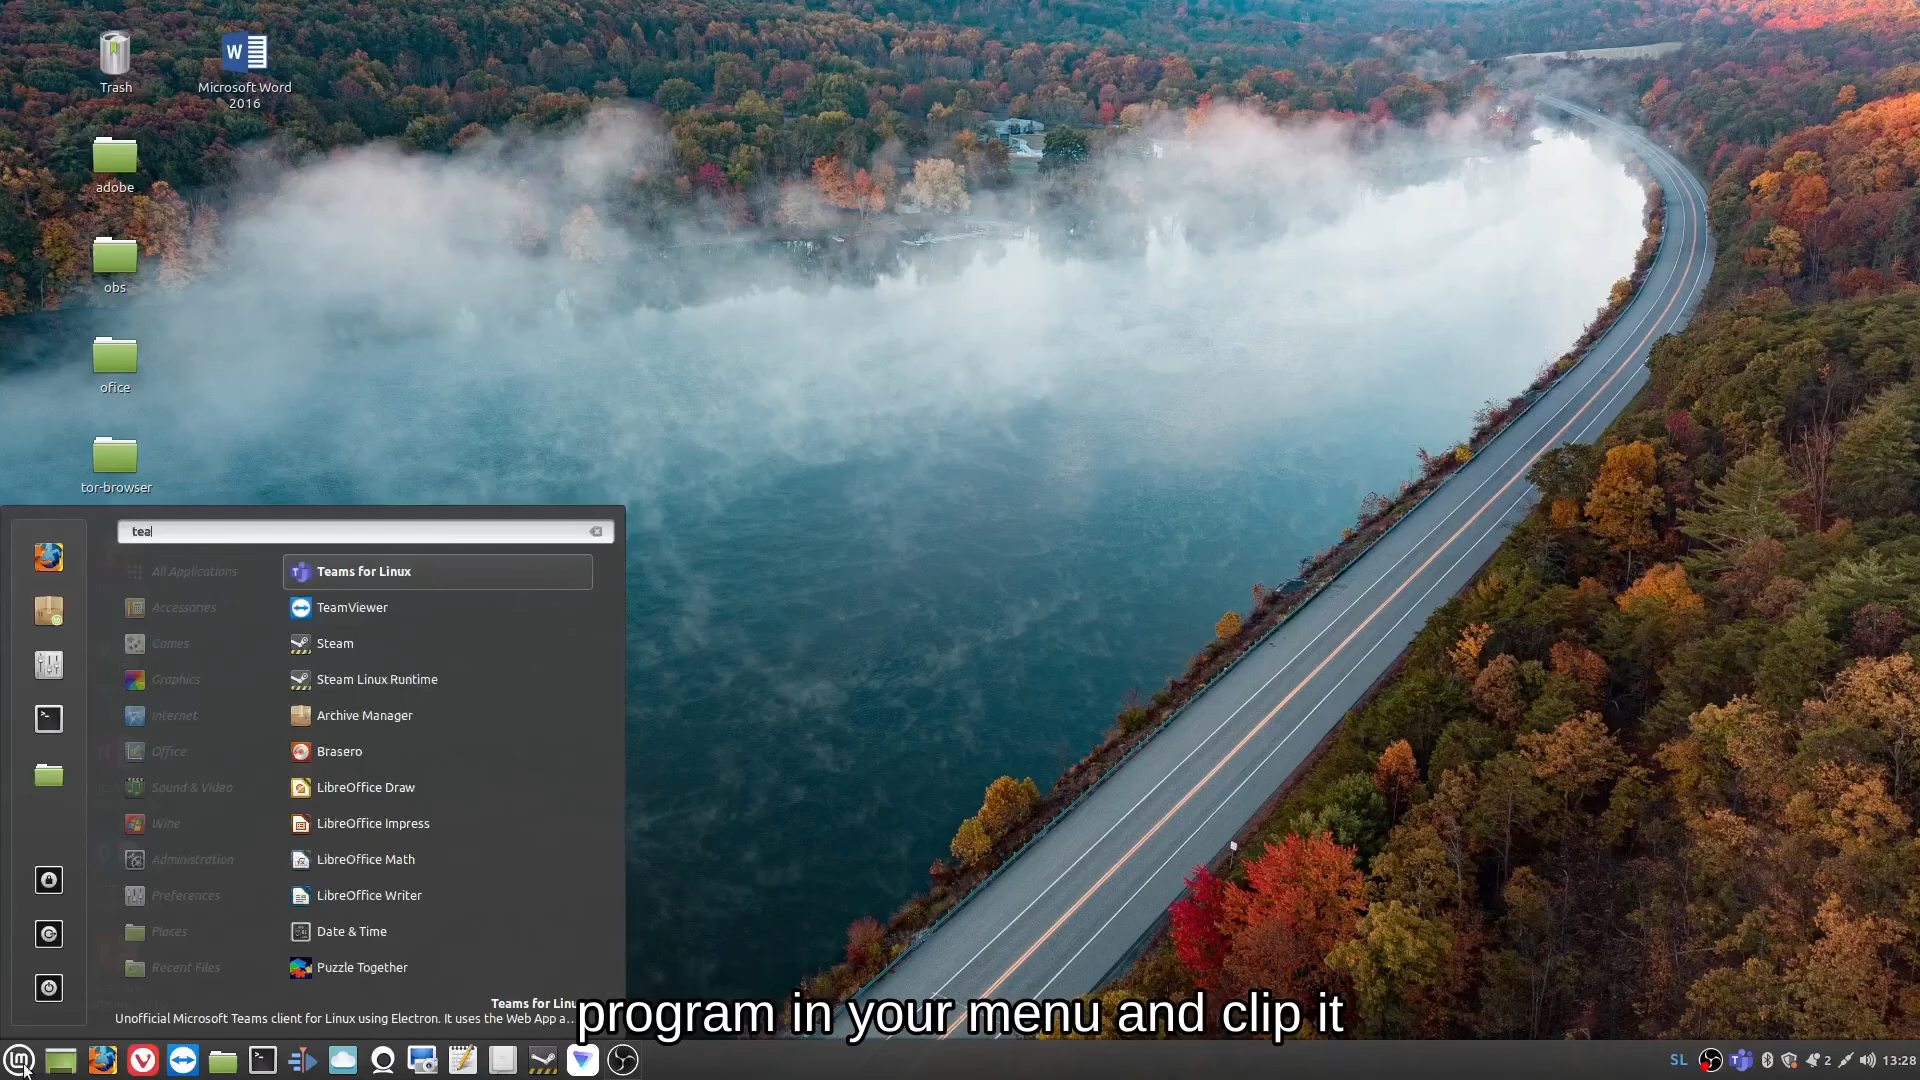 Trash
Microsoft Word
2016
adobe
obs
ofice
tor-browser
tea
All Applications
Accessories
Games
Graphics
Internet
Office
Sound & Video
Wine
Administration
Preferences
Places
Recent Files
Teams for Linux
TeamViewer
Steam
Steam Linux Runtime
Archive Manager
Brasero
LibreOffice Draw
LibreOffice Impress
LibreOffice Math
LibreOffice Writer
Date & Time
Puzzle Together
Teams for Linu
Unofficial Microsoft Teams client for Linux using Electron. It uses the Web App a...
program in your menu and clip it
SL
2
13:28